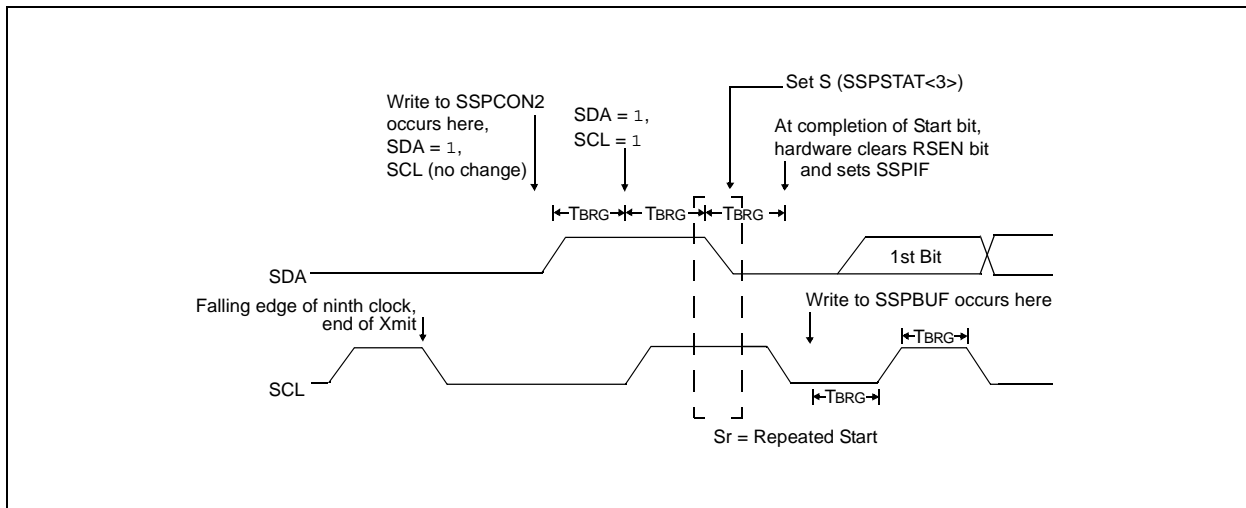 Set S (SSPSTAT<3>)
Write to SSPCON2
occurs here,
SDA = 1,
SCL (no change)
SDA = 1,
SCL = 1
At completion of Start bit,
hardware clears RSEN bit
and sets SSPIF
TBRG
TBRG
TBRG
SDA
1st Bit
Falling edge of ninth clock,
end of Xmit
Write to SSPBUF occurs here
TBRG
SCL
TBRG
Sr = Repeated Start